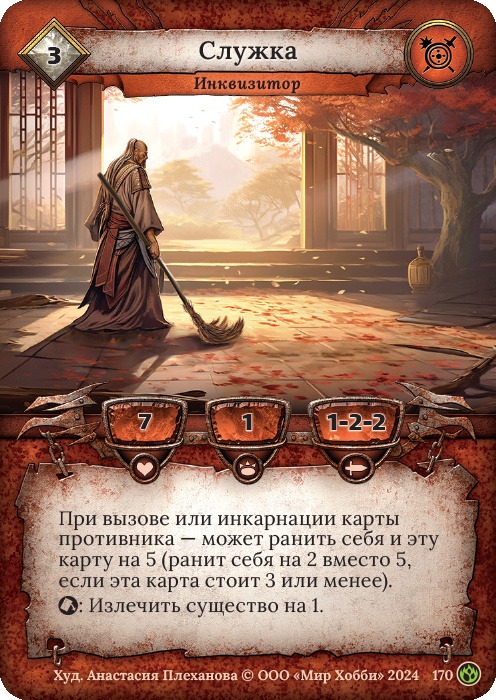 3
Служка
Инквизитор
7
1
1-2-2
При вызове или инкарнации карты
противника — может ранить себя и эту
карту на 5 (ранит себя на 2 вместо 5,
если эта карта стоит 3 или менее).
: Излечить существо на 1.
Худ. Анастасия Плеханова © ООО «Мир Хобби» 2024 170